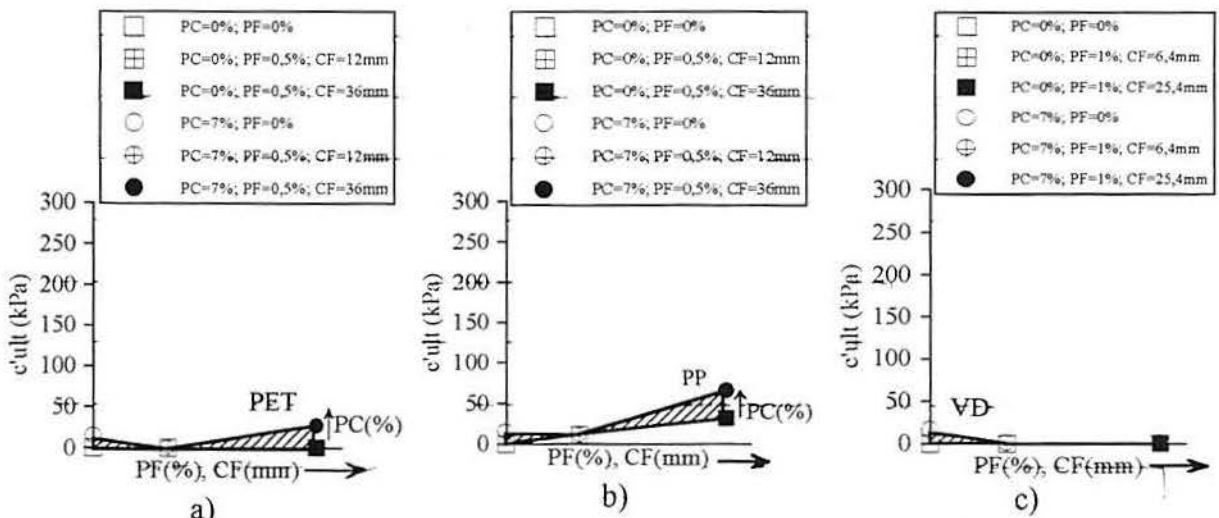 PC=0%; PF=0%
PC=0%; PF=0,5%; CF=12mm
PC=0%; PF=0,5%; CF=36mm
PC=7%; PF=0%
PC=7%; PF=0,5%; CF=12mm
PC=7%; PF=0,5%; CF=36mm
300
250
200
150
100
50
0
c'ult (kPa)
PET
PC(%)
PF(%), CF(mm)
a)
PC=0%; PF=0%
PC=0%; PF=0,5%; CF=12mm
PC=0%; PF=0,5%; CF=36mm
PC=7%; PF=0%
PC=7%; PF=0,5%; CF=12mm
PC=7%; PF=0,5%; CF=36mm
300
250
200
150
100
50
0
c'ult (kPa)
PP
PC(%)
PF(%), CF(mm)
b)
PC=0%; PF=0%
PC=0%; PF=1%; CF=6,4mm
PC=0%; PF=1%; CF=25,4mm
PC=7%; PF=0%
PC=7%; PF=1%; CF=6,4mm
PC=7%; PF=1%; CF=25,4mm
300
250
200
150
100
50
0
c'ult (kPa)
VD
PF(%), CF(mm)
c)